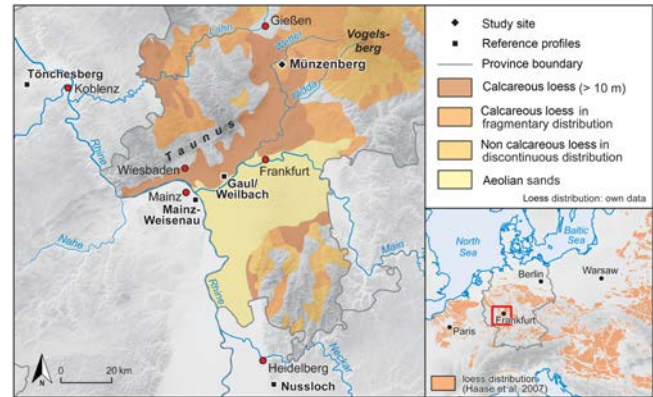 Gießen
Vogels-
berg
Lahn
Wetter
Münzenberg
Nidda
Tönchesberg
Koblenz
Taunus
Rhine
Wiesbaden
Frankfurt
Gaul/
Weilbach
Mainz
Mainz-
Weisenau
Nahe
Main
Rhine
Neckar
Heidelberg
Nussloch
N
0 20 km
Study site
Reference profiles
Province boundary
Calcareous loess (> 10 m)
Calcareous loess in
fragmentary distribution
Non calcareous loess in
discontinuous distribution
Aeolian sands
Loess distribution: own data
North
Sea
Baltic
Sea
Berlin
Warsaw
Paris
Frankfurt
loess distribution
(Haase et al, 2007)